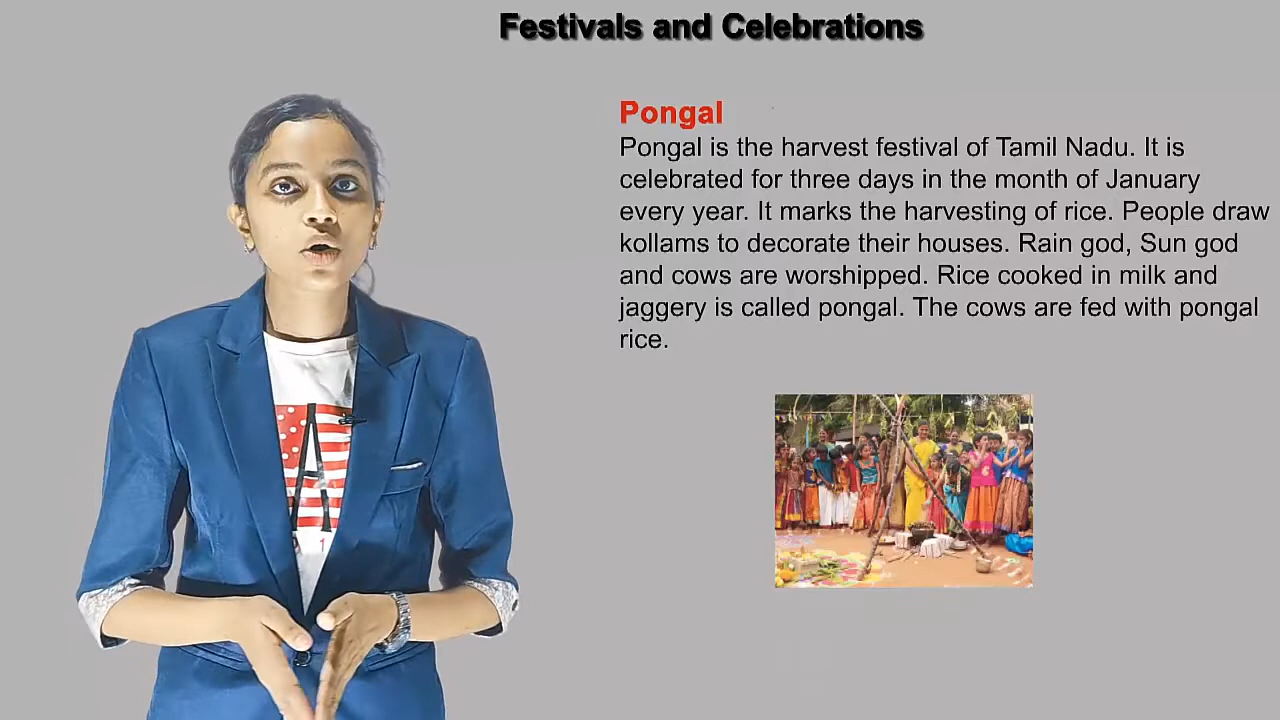 Festivals and Celebrations
Pongal
Pongal is the harvest festival of Tamil Nadu. It is
celebrated for three days in the month of January
every year. It marks the harvesting of rice. People draw
kollams to decorate their houses. Rain god, Sun god
and cows are worshipped. Rice cooked in milk and
jaggery is called pongal. The cows are fed with pongal
rice.
A